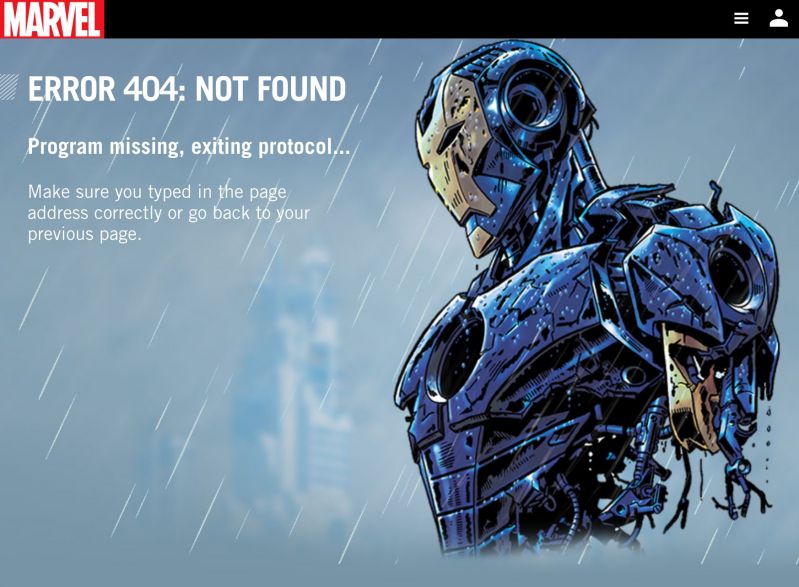 MARVEL
ERROR 404: NOT FOUND
Program missing, exiting protocol...
Make sure you typed in the page
address correctly or go back to your
previous page.